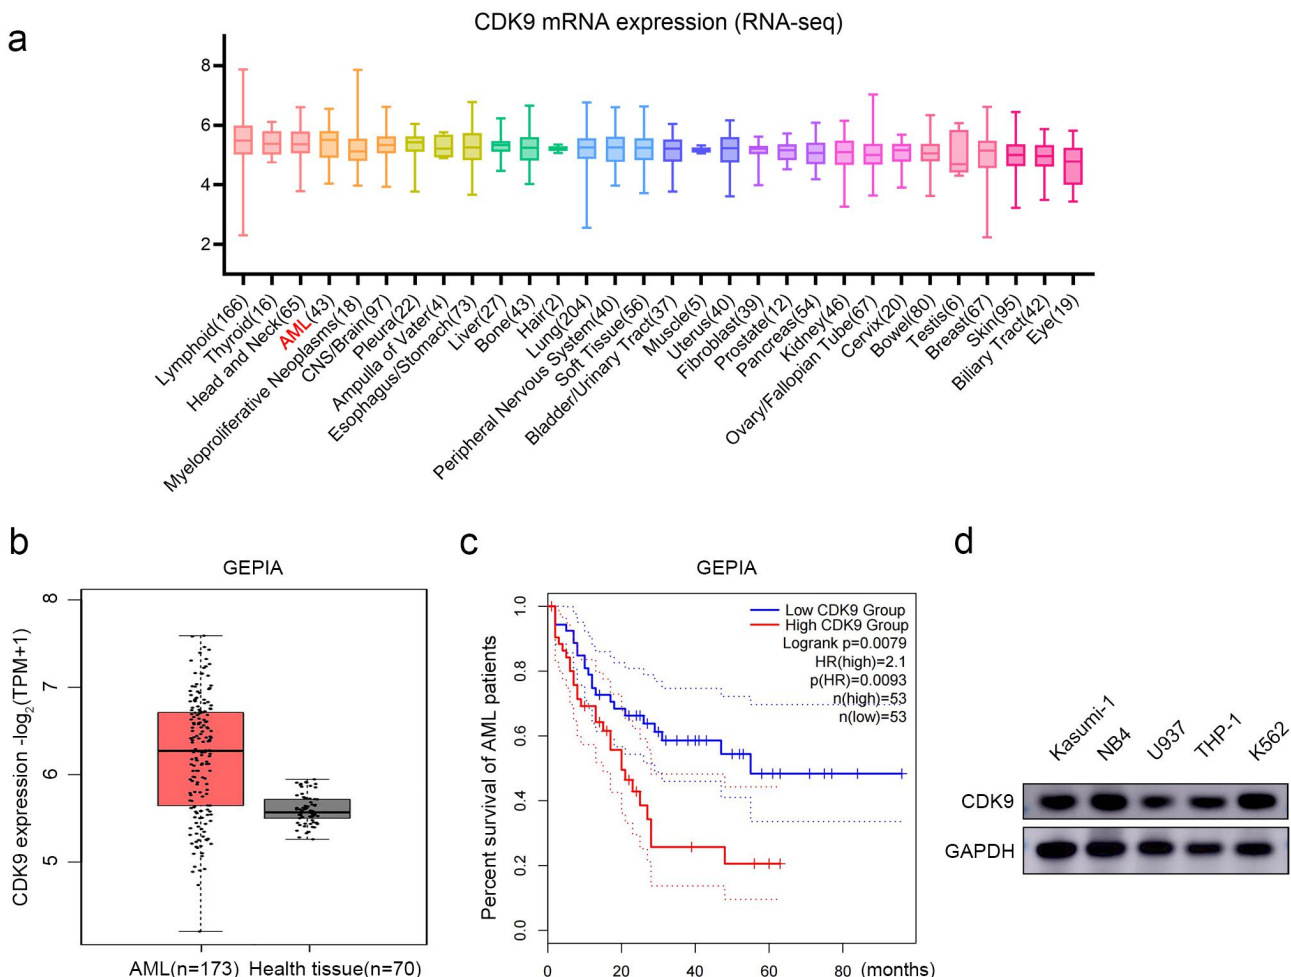 a
CDK9 mRNA expression (RNA-seq)
8
6
4
2
Lymphoid(166)
Thyroid(16)
Head and Neck(65)
AML(43)
Myeloproliferative Neoplasms(18)
CNS/Brain(97)
Pleura(22)
Ampulla of Vater(4)
Esophagus/Stomach(73)
Liver(27)
Bone(43)
Hair(2)
Lung(204)
Peripheral Nervous System(40)
Soft Tissue(56)
Bladder/Urinary Tract(37)
Muscle(5)
Uterus(40)
Fibroblast(39)
Prostate(12)
Pancreas(54)
Kidney(46)
Ovary/Fallopian Tube(67)
Cervix(20)
Bowel(80)
Testis(6)
Breast(67)
Skin(95)
Biliary Tract(42)
Eye(19)
b
GEPIA
CDK9 expression -log2(TPM+1)
8
7
6
5
AML(n=173) Health tissue(n=70)
c
GEPIA
Percent survival of AML patients
1.0
0.8
0.6
0.4
0.2
0.0
Low CDK9 Group
High CDK9 Group
Logrank p=0.0079
HR(high)=2.1
p(HR)=0.0093
n(high)=53
n(low)=53
0 20 40 60 80 (months)
d
Kasumi-1 NB4 U937 THP-1 K562
CDK9
GAPDH